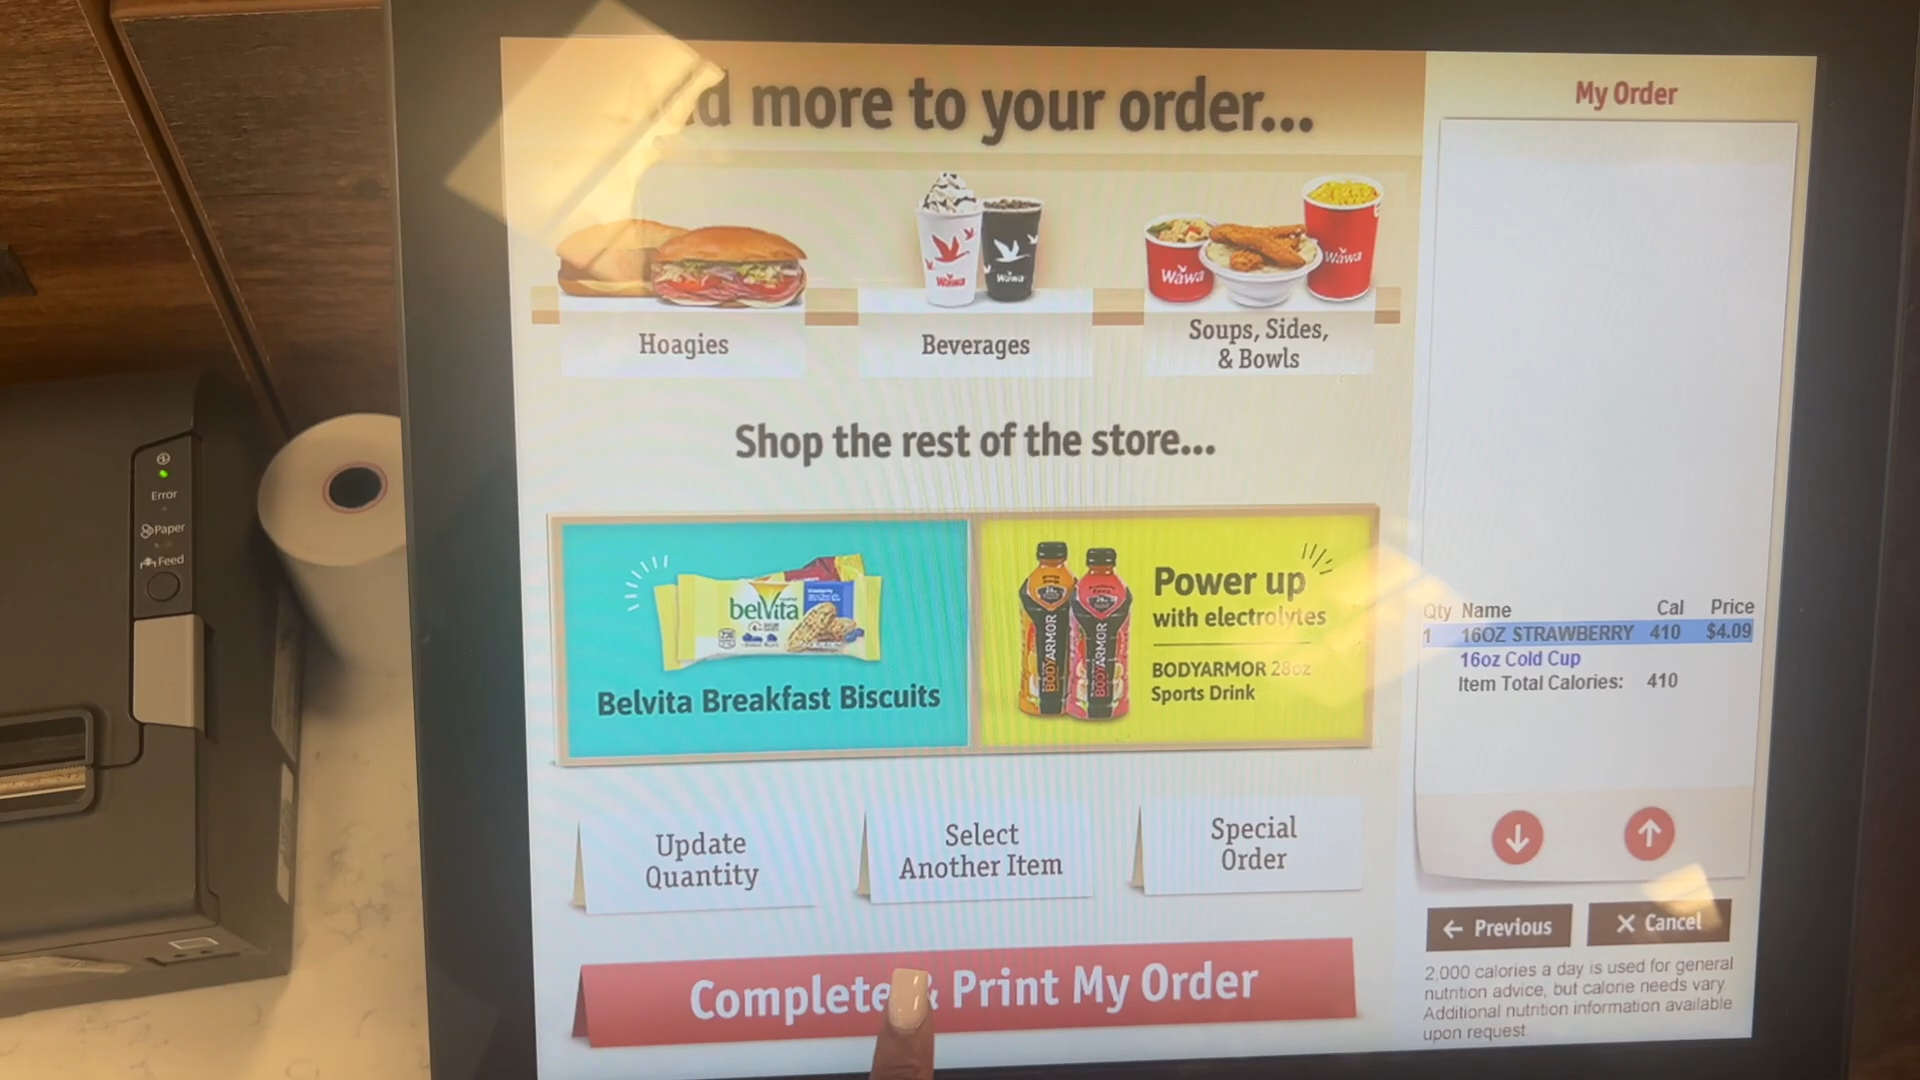 more to your order...
My Order
Wawa
Wawa
Wawa
Wawa
Hoagies
Beverages
Soups, Sides,
& Bowls
Shop the rest of the store...
Error
Paper
Feed
belVita
Belvita Breakfast Biscuits
BODYARMOR
BODYARMOR
Power up
with electrolytes
BODYARMOR 28oz
Sports Drink
Qty Name Cal Price
1 16OZ STRAWBERRY 410 $4.09
16oz Cold Cup
Item Total Calories: 410
Update
Quantity
Select
Another Item
Special
Order
← Previous
X Cancel
Complete & Print My Order
2,000 calories a day is used for general
nutrition advice, but calorie needs vary.
Additional nutrition information available
upon request.